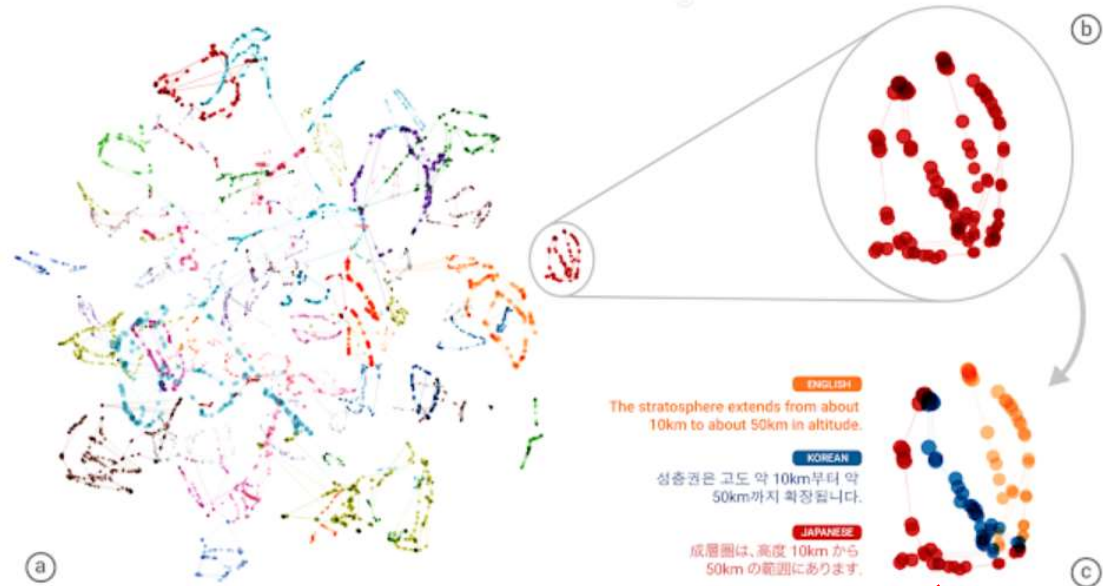 b
ENGLISH
The stratosphere extends from about
10km to about 50km in altitude.
KOREAN
성층권은 고도 약 10km부터 약
50km까지 확장됩니다.
JAPANESE
成層圏は、高度 10km から
50km の範囲にあります。
a
c